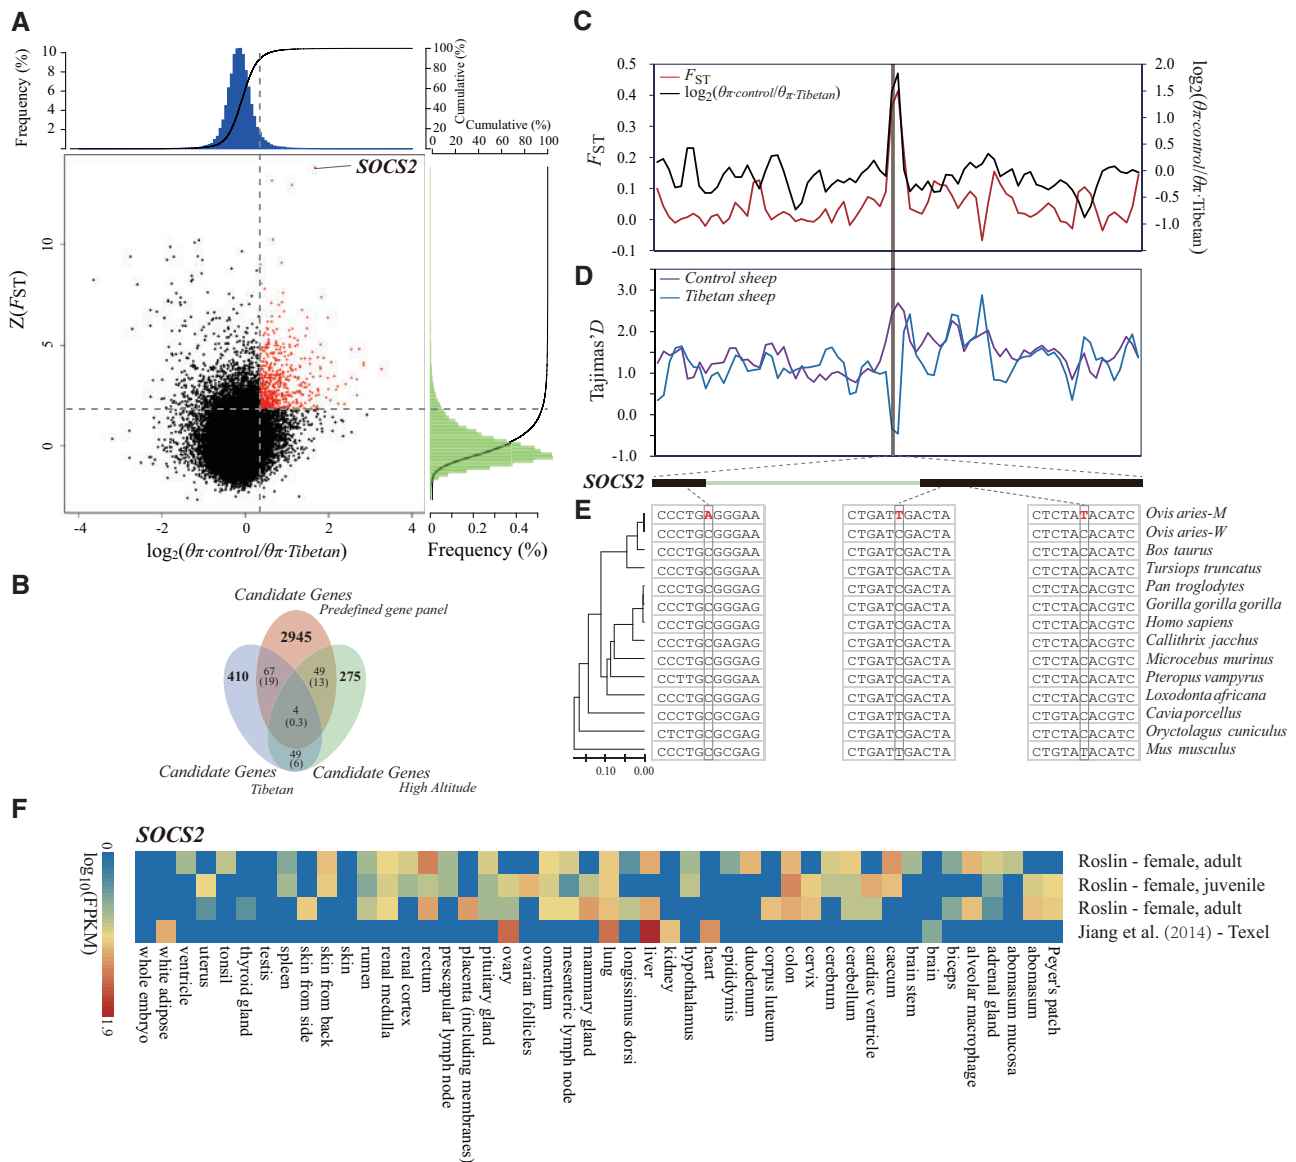 A
Frequency (%)
10
8
6
4
2
100
80
60
40
20
0
Cumulative (%)
Cumulative (%)
0 20 40 60 80 100
SOCS2
Z(FST)
10
5
0
-4 -2 0 2 4
log2(θπ·control/θπ·Tibetan)
0 0.2 0.4
Frequency (%)
B
Candidate Genes
Predefined gene panel
2945
410
67
(19)
49
(13)
275
4
(0.3)
49
(6)
Candidate Genes
Tibetan
Candidate Genes
High Altitude
C
FST
log2(θπ·control/θπ·Tibetan)
FST
0.5
0.4
0.3
0.2
0.1
0.0
-0.1
2.0
1.5
1.0
0.5
0.0
-0.5
-1.0
log2(θπ·control/θπ·Tibetan)
D
Control sheep
Tibetan sheep
Tajimas'D
3.0
2.0
1.0
0.0
-1.0
SOCS2
E
CCCTGAGGGAA CTGATTGACTA CTCTATACATC Ovis aries-M
CCCTGCGGGAA CTGATCGACTA CTCTACACATC Ovis aries-W
CCCTGCGGGAA CTGATCGACTA CTCTACACATC Bos taurus
CCCTGCGGGAA CTGATCGACTA CTCTACACATC Tursiops truncatus
CCCTGCGGGAG CTGATCGACTA CTCTACACGTC Pan troglodytes
CCCTGCGGGAG CTGATCGACTA CTCTACACGTC Gorilla gorilla gorilla
CCCTGCGGGAG CTGATCGACTA CTCTACACGTC Homo sapiens
CCCTGCGAGAG CTGATCGACTA CTCTACACGTC Callithrix jacchus
CCCTGCGGGAG CTGATCGACTA CTCTACACGTC Microcebus murinus
CCTTGCGGGAA CTGATCGACTA CTCTACACGTC Pteropus vampyrus
CCCTGCGGGAG CTGATCGACTA CTCTACACATC Loxodonta africana
CCCTGCGCGAG CTGATTGACTA CTGTACACGTC Cavia porcellus
CTCTGCGCGAG CTGATCGACTA CTCTACACATC Oryctolagus cuniculus
CCCTGCGCGAG CTGATTGACTA CTGTATACATC Mus musculus
0.10 0.00
F
SOCS2
0
log10(FPKM)
1.9
Roslin - female, adult
Roslin - female, juvenile
Roslin - female, adult
Jiang et al. (2014) - Texel
whole embryo
white adipose
ventricle
uterus
tonsil
thyroid gland
testis
spleen
skin from side
skin from back
skin
rumen
renal medulla
renal cortex
rectum
prescapular lymph node
placenta (including membranes)
pituitary gland
ovary
ovarian follicles
omentum
mesenteric lymph node
mammary gland
lung
longissimus dorsi
liver
kidney
hypothalamus
heart
epididymis
duodenum
corpus luteum
colon
cervix
cerebrum
cerebellum
cardiac ventricle
caecum
brain stem
brain
biceps
alveolar macrophage
adrenal gland
abomasum mucosa
abomasum
Peyer's patch